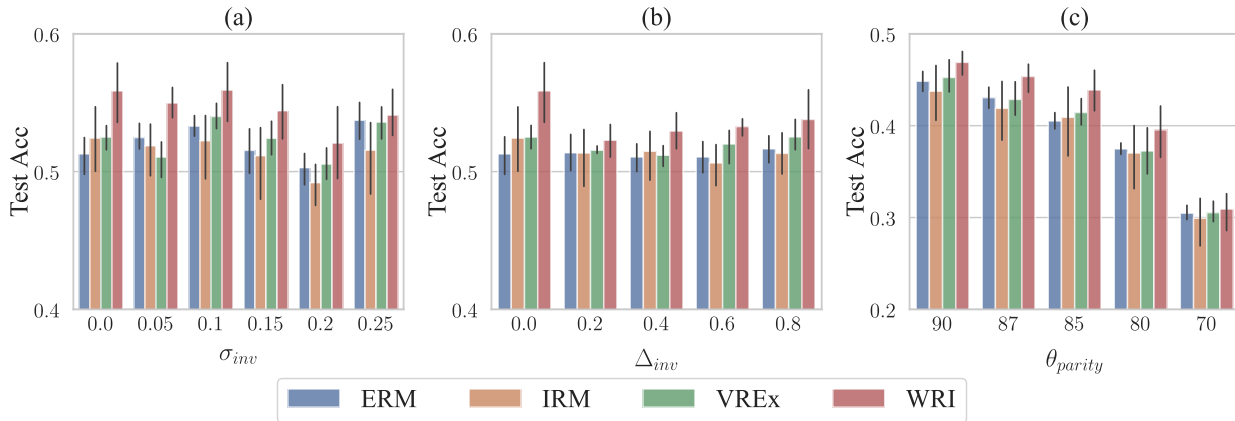 (a)
0.6
0.5
0.4
Test Acc
0.0 0.05 0.1 0.15 0.2 0.25
σ_inv
(b)
0.6
0.5
0.4
Test Acc
0.0 0.2 0.4 0.6 0.8
Δ_inv
(c)
0.5
0.4
0.3
0.2
Test Acc
90 87 85 80 70
θ_parity
ERM IRM VREx WRI